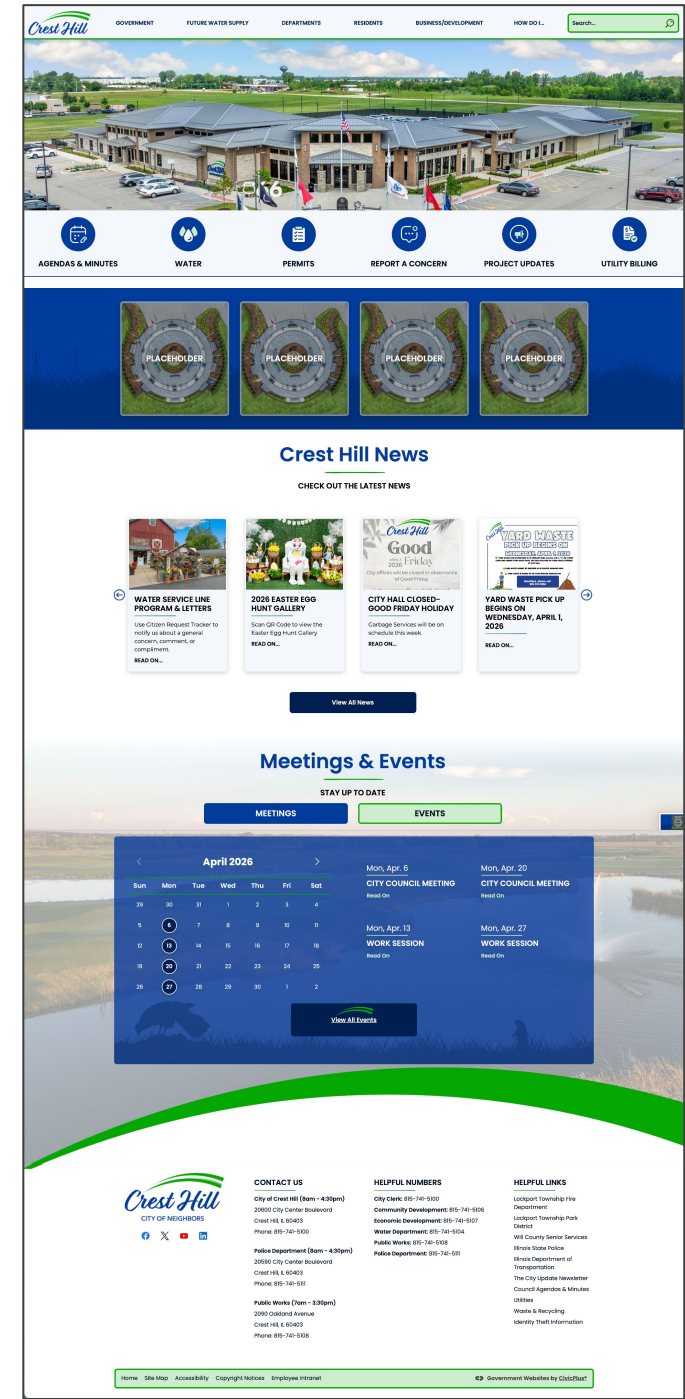 Crest Hill
GOVERNMENT
FUTURE WATER SUPPLY
DEPARTMENTS
RESIDENTS
BUSINESS/DEVELOPMENT
HOW DO I...
Search...
AGENDAS & MINUTES
WATER
PERMITS
REPORT A CONCERN
PROJECT UPDATES
UTILITY BILLING
PLACEHOLDER
PLACEHOLDER
PLACEHOLDER
PLACEHOLDER
Crest Hill News
CHECK OUT THE LATEST NEWS
WATER SERVICE LINE
PROGRAM & LETTERS
Use Citizen Request Tracker to
notify us about a general
concern, comment, or
compliment.
READ ON...
2026 EASTER EGG
HUNT GALLERY
Scan QR Code to view the
Easter Egg Hunt Gallery
READ ON...
Crest Hill
Good
APRIL 3
2026 Friday
City offices will be closed in observance
of Good Friday.
CITY HALL CLOSED-
GOOD FRIDAY HOLIDAY
Garbage Services will be on
schedule this week.
READ ON...
YARD WASTE
PICK UP BEGINS ON
WEDNESDAY, APRIL 1, 2026
YARD WASTE PICK UP
BEGINS ON
WEDNESDAY, APRIL 1,
2026
READ ON...
View All News
Meetings & Events
STAY UP TO DATE
MEETINGS
EVENTS
April 2026
Sun Mon Tue Wed Thu Fri Sat
29 30 31 1 2 3 4
5 6 7 8 9 10 11
12 13 14 15 16 17 18
19 20 21 22 23 24 25
26 27 28 29 30 1 2
Mon, Apr. 6
CITY COUNCIL MEETING
Read On
Mon, Apr. 20
CITY COUNCIL MEETING
Read On
Mon, Apr. 13
WORK SESSION
Read On
Mon, Apr. 27
WORK SESSION
Read On
View All Events
Crest Hill
CITY OF NEIGHBORS
CONTACT US
City of Crest Hill (8am - 4:30pm)
20600 City Center Boulevard
Crest Hill, IL 60403
Phone: 815-741-5100
Police Department (8am - 4:30pm)
20590 City Center Boulevard
Crest Hill, IL 60403
Phone: 815-741-5111
Public Works (7am - 3:30pm)
2090 Oakland Avenue
Crest Hill, IL 60403
Phone: 815-741-5108
HELPFUL NUMBERS
City Clerk: 815-741-5100
Community Development: 815-741-5106
Economic Development: 815-741-5107
Water Department: 815-741-5104
Public Works: 815-741-5108
Police Department: 815-741-5111
HELPFUL LINKS
Lockport Township Fire
Department
Lockport Township Park
District
Will County Senior Services
Illinois State Police
Illinois Department of
Transportation
The City Update Newsletter
Council Agendas & Minutes
Utilities
Waste & Recycling
Identity Theft Information
Home Site Map Accessibility Copyright Notices Employee Intranet
Government Websites by CivicPlus®